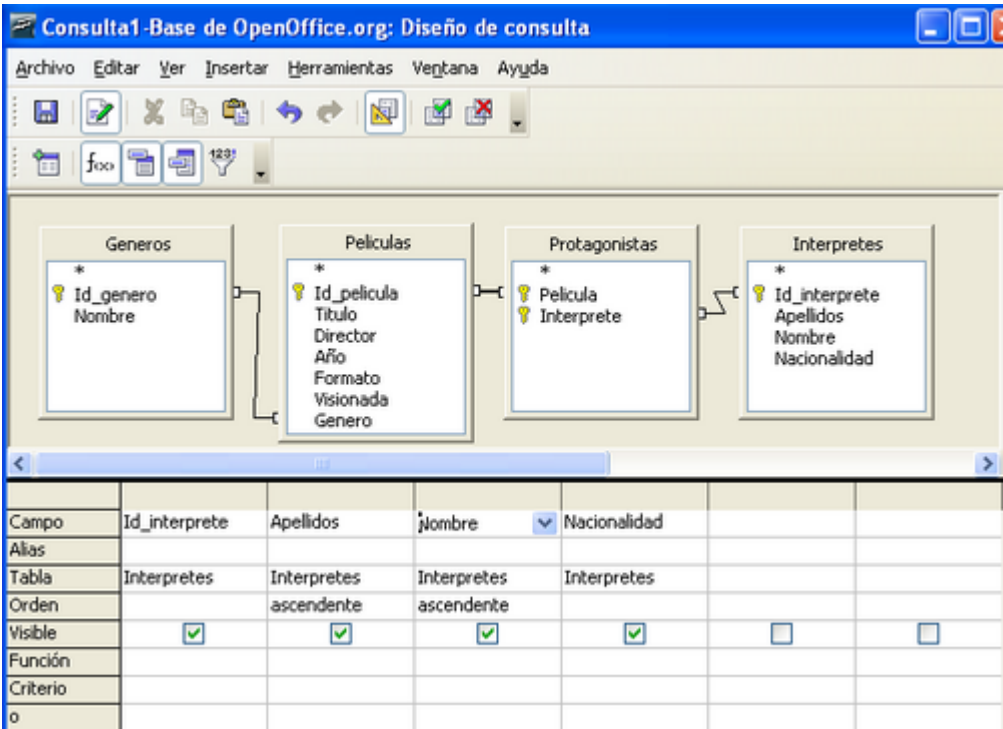 Consulta1-Base de OpenOffice.org: Diseño de consulta
Archivo Editar Ver Insertar Herramientas Ventana Ayuda
f(x) 123!
Generos
*
Id_genero
Nombre
Peliculas
*
Id_pelicula
Titulo
Director
Año
Formato
Visionada
Genero
Protagonistas
*
Pelicula
Interprete
Interpretes
*
Id_interprete
Apellidos
Nombre
Nacionalidad
Campo Id_interprete Apellidos Nombre Nacionalidad
Alias
Tabla Interpretes Interpretes Interpretes Interpretes
Orden ascendente ascendente
Visible
Función
Criterio
o